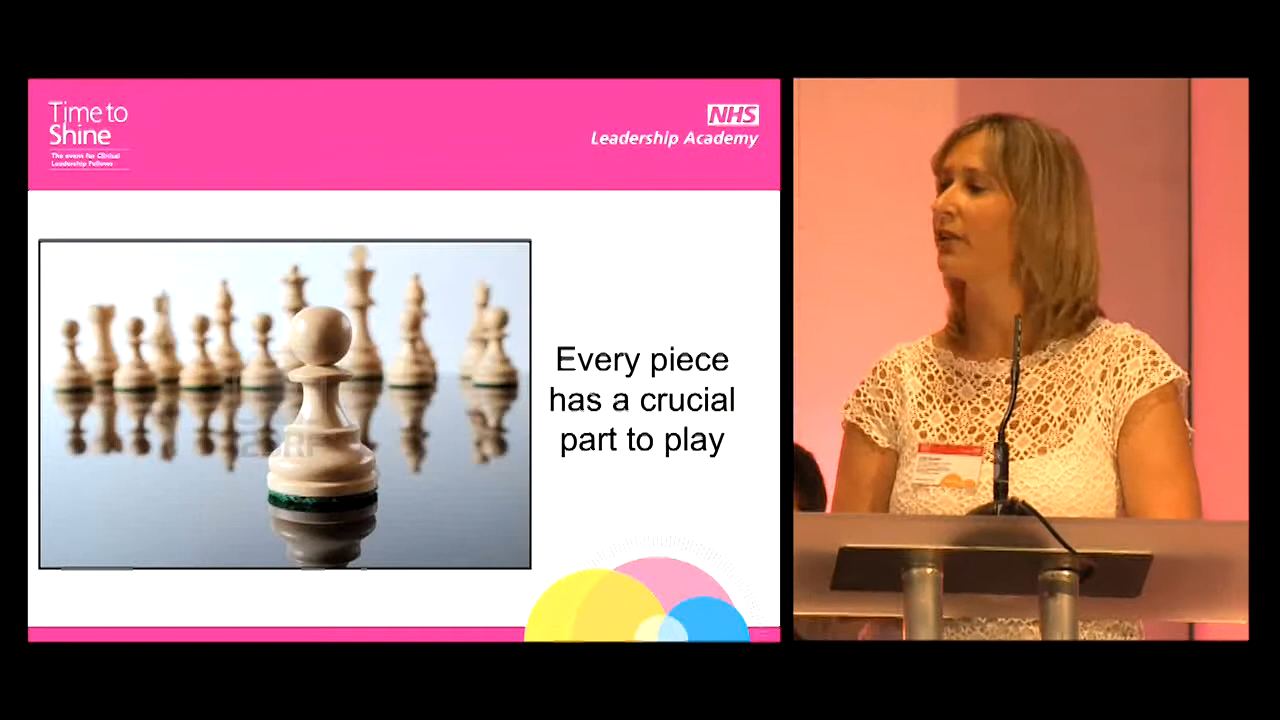 Time to
Shine
The event for Clinical
Leadership Fellows
NHS
Leadership Academy
Every piece
has a crucial
part to play